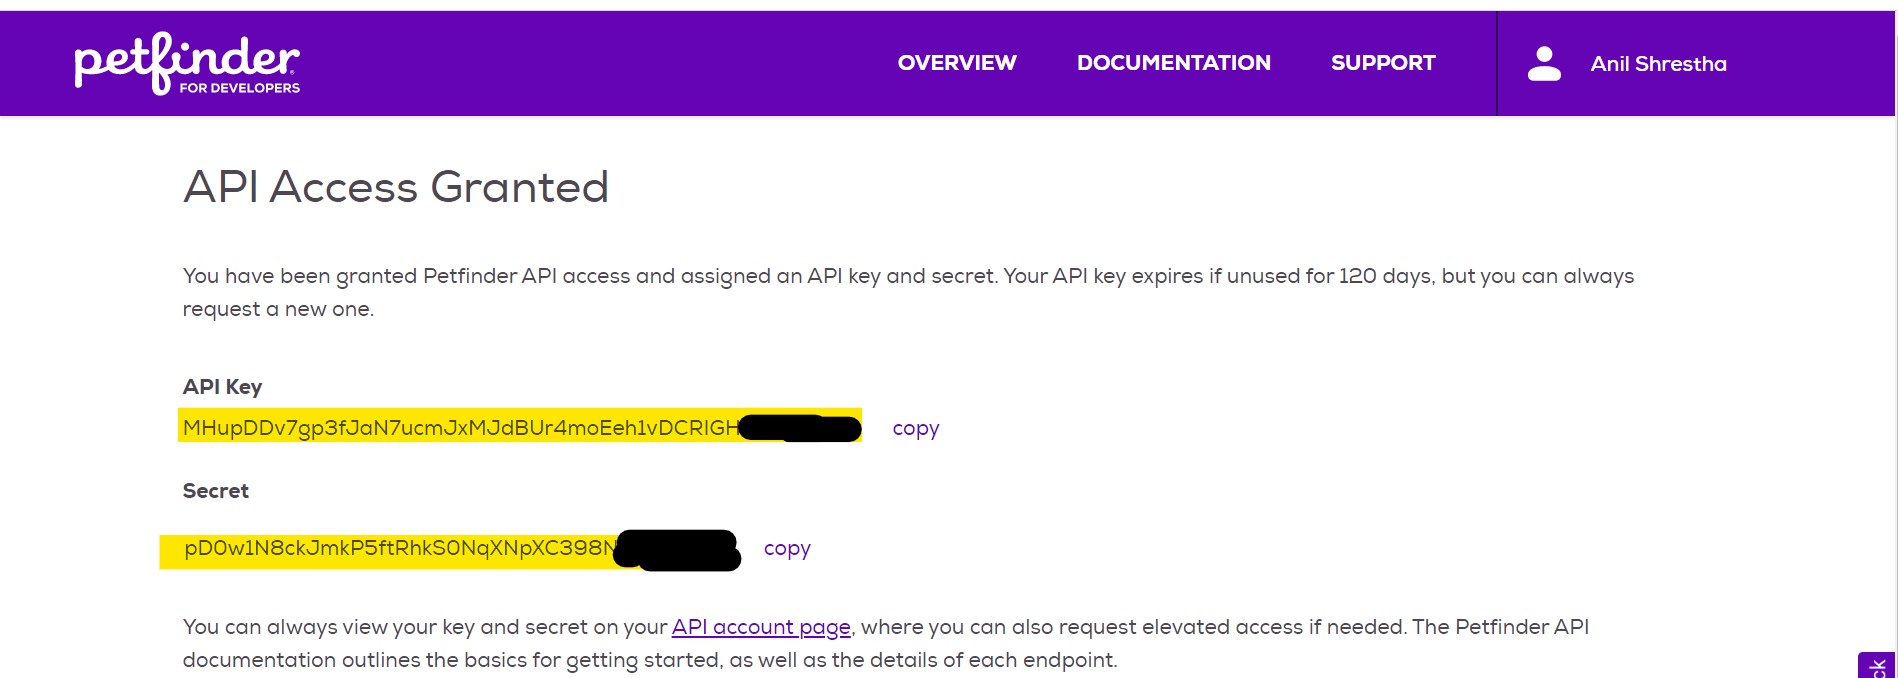 petfinder
FOR DEVELOPERS
OVERVIEW DOCUMENTATION SUPPORT Anil Shrestha
API Access Granted
You have been granted Petfinder API access and assigned an API key and secret. Your API key expires if unused for 120 days, but you can always
request a new one.
API Key
MHupDDv7gp3fJaN7ucmJxMJdBUr4moEeh1vDCRIGH copy
Secret
pD0w1N8ckJmkP5ftRhkS0NqXNpXC398N copy
You can always view your key and secret on your API account page, where you can also request elevated access if needed. The Petfinder API
documentation outlines the basics for getting started, as well as the details of each endpoint.